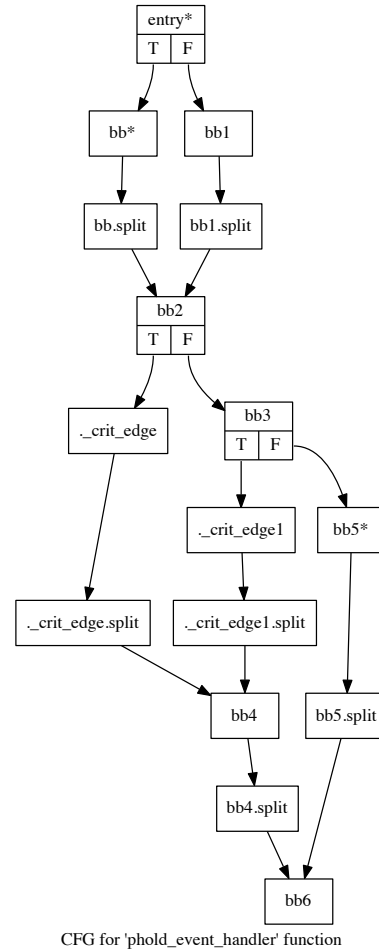 entry*
T F
bb* bb1
bb.split bb1.split
bb2
T F
._crit_edge bb3
T F
._crit_edge1 bb5*
._crit_edge.split ._crit_edge1.split
bb4 bb5.split
bb4.split
bb6
CFG for 'phold_event_handler' function